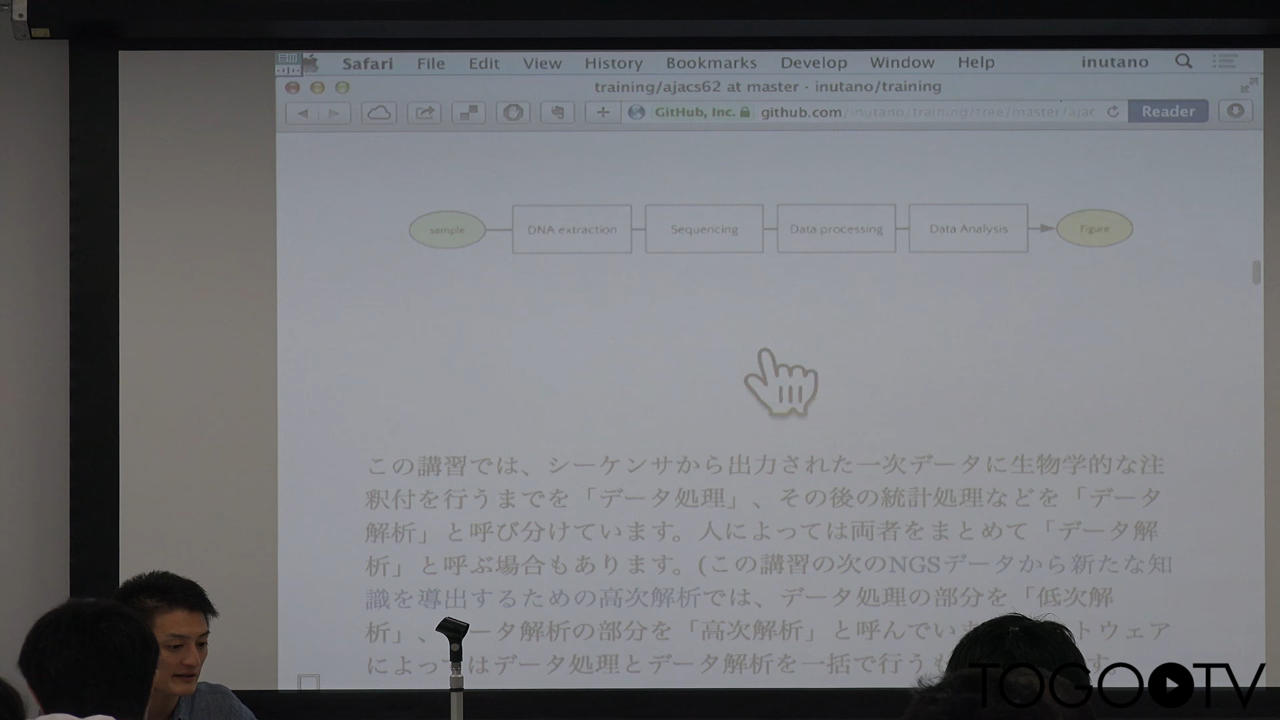 Safari File Edit View History Bookmarks Develop Window Help inutano
training/ajacs62 at master · inutano/training
GitHub, Inc. github.com/inutano/training/tree/master/ajac Reader
sample DNA extraction Sequencing Data processing Data Analysis Figure
この講習では、シーケンサから出力された一次データに生物学的な注
釈付を行うまでを「データ処理」、その後の統計処理などを「データ
解析」と呼び分けています。人によっては両者をまとめて「データ解
析」と呼ぶ場合もあります。(この講習の次のNGSデータから新たな知
識を導出するための高次解析では、データ処理の部分を「低次解
析」、ータ解析の部分を「高次解析」と呼んでいま トウェア
によっ はデータ処理とデータ解析を一括で行う す
TOGO TV